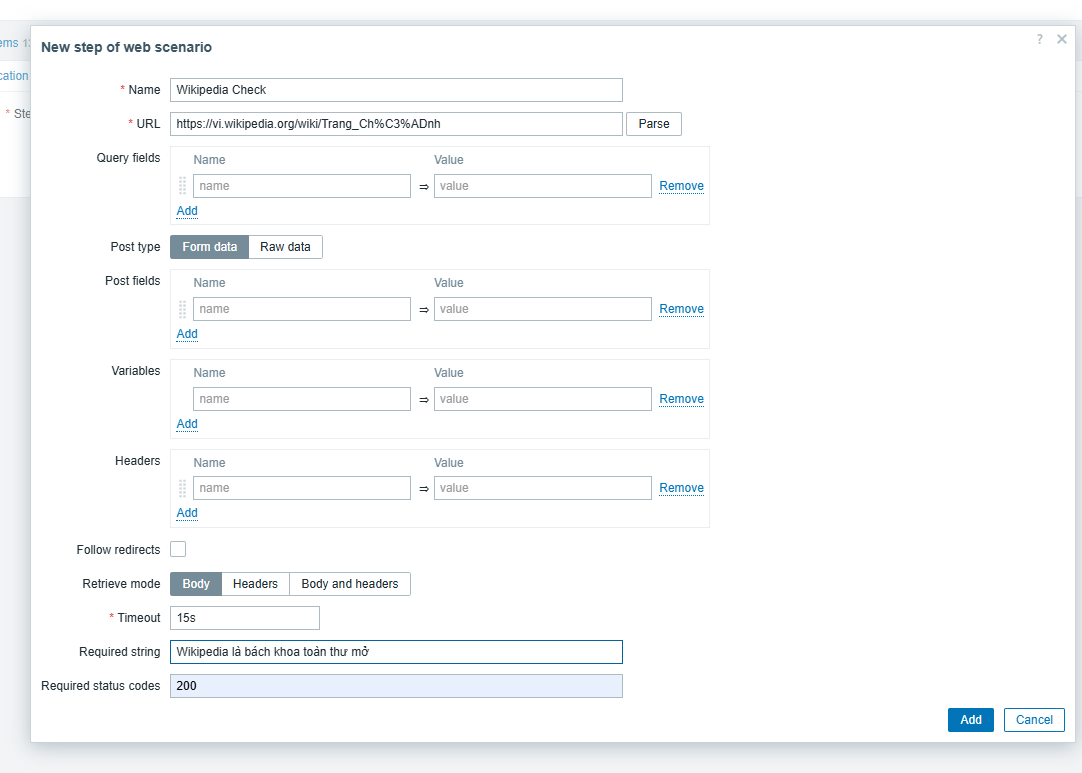 ems 1
cation
* Ste
New step of web scenario
?
* Name Wikipedia Check
* URL https://vi.wikipedia.org/wiki/Trang_Ch%C3%ADnh Parse
Query fields Name Value
name ⇒ value Remove
Add
Post type Form data Raw data
Post fields Name Value
name ⇒ value Remove
Add
Variables Name Value
name ⇒ value Remove
Add
Headers Name Value
name ⇒ value Remove
Add
Follow redirects
Retrieve mode Body Headers Body and headers
* Timeout 15s
Required string Wikipedia là bách khoa toàn thư mở
Required status codes 200
Add Cancel